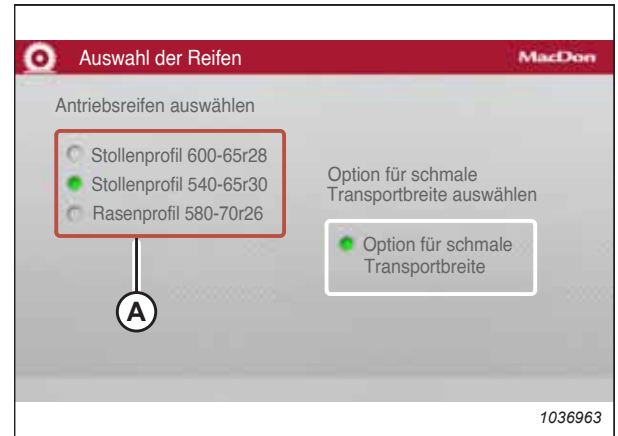 Auswahl der Reifen
MacDon
Antriebsreifen auswählen
Stollenprofil 600-65r28
Stollenprofil 540-65r30
Rasenprofil 580-70r26
Option für schmale
Transportbreite auswählen
Option für schmale
Transportbreite
A
1036963